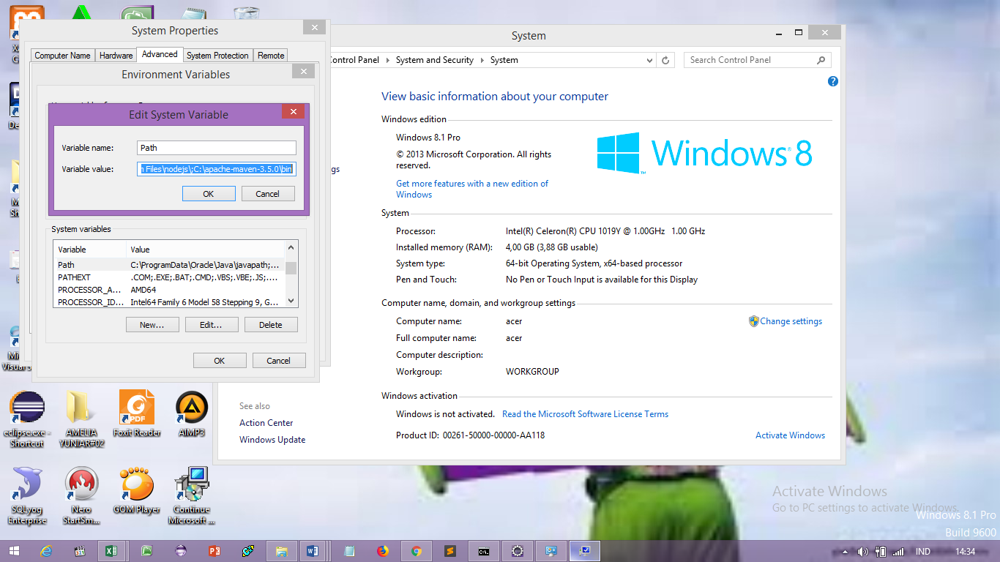 System Properties
Computer Name
Hardware
Advanced
System Protection
Remote
Environment Variables
Edit System Variable
Variable name:
Path
Variable value:
Files\nodejs\;C:\apache-maven-3.5.0\bin
OK
Cancel
System variables
Variable
Value
Path
C:\ProgramData\Oracle\Java\javapath;...
PATHEXT
.COM;.EXE;.BAT;.CMD;.VBS;.VBE;.JS;....
PROCESSOR_A...
AMD64
PROCESSOR_ID...
Intel64 Family 6 Model 58 Stepping 9, G...
New...
Edit...
Delete
OK
Cancel
System
Control Panel
System and Security
System
Search Control Panel
View basic information about your computer
Windows edition
Windows 8.1 Pro
© 2013 Microsoft Corporation. All rights
reserved.
Get more features with a new edition of
Windows
Windows® 8
System
Processor:
Intel(R) Celeron(R) CPU 1019Y @ 1.00GHz 1.00 GHz
Installed memory (RAM):
4,00 GB (3,88 GB usable)
System type:
64-bit Operating System, x64-based processor
Pen and Touch:
No Pen or Touch Input is available for this Display
Computer name, domain, and workgroup settings
Computer name:
acer
Change settings
Full computer name:
acer
Computer description:
Workgroup:
WORKGROUP
Windows activation
Windows is not activated. Read the Microsoft Software License Terms
Product ID: 00261-50000-00000-AA118
Activate Windows
See also
Action Center
Windows Update
eclipse.exe -
Shortcut
AMELIA
YUNIAR#02
Foxit Reader
AIMP3
SQLyog
Enterprise
Nero
StartSm...
GOM Player
Continue
Microsoft ...
Activate Windows
Go to PC settings to activate Windows.
Windows 8.1 Pro
Build 9600
IND
14:34